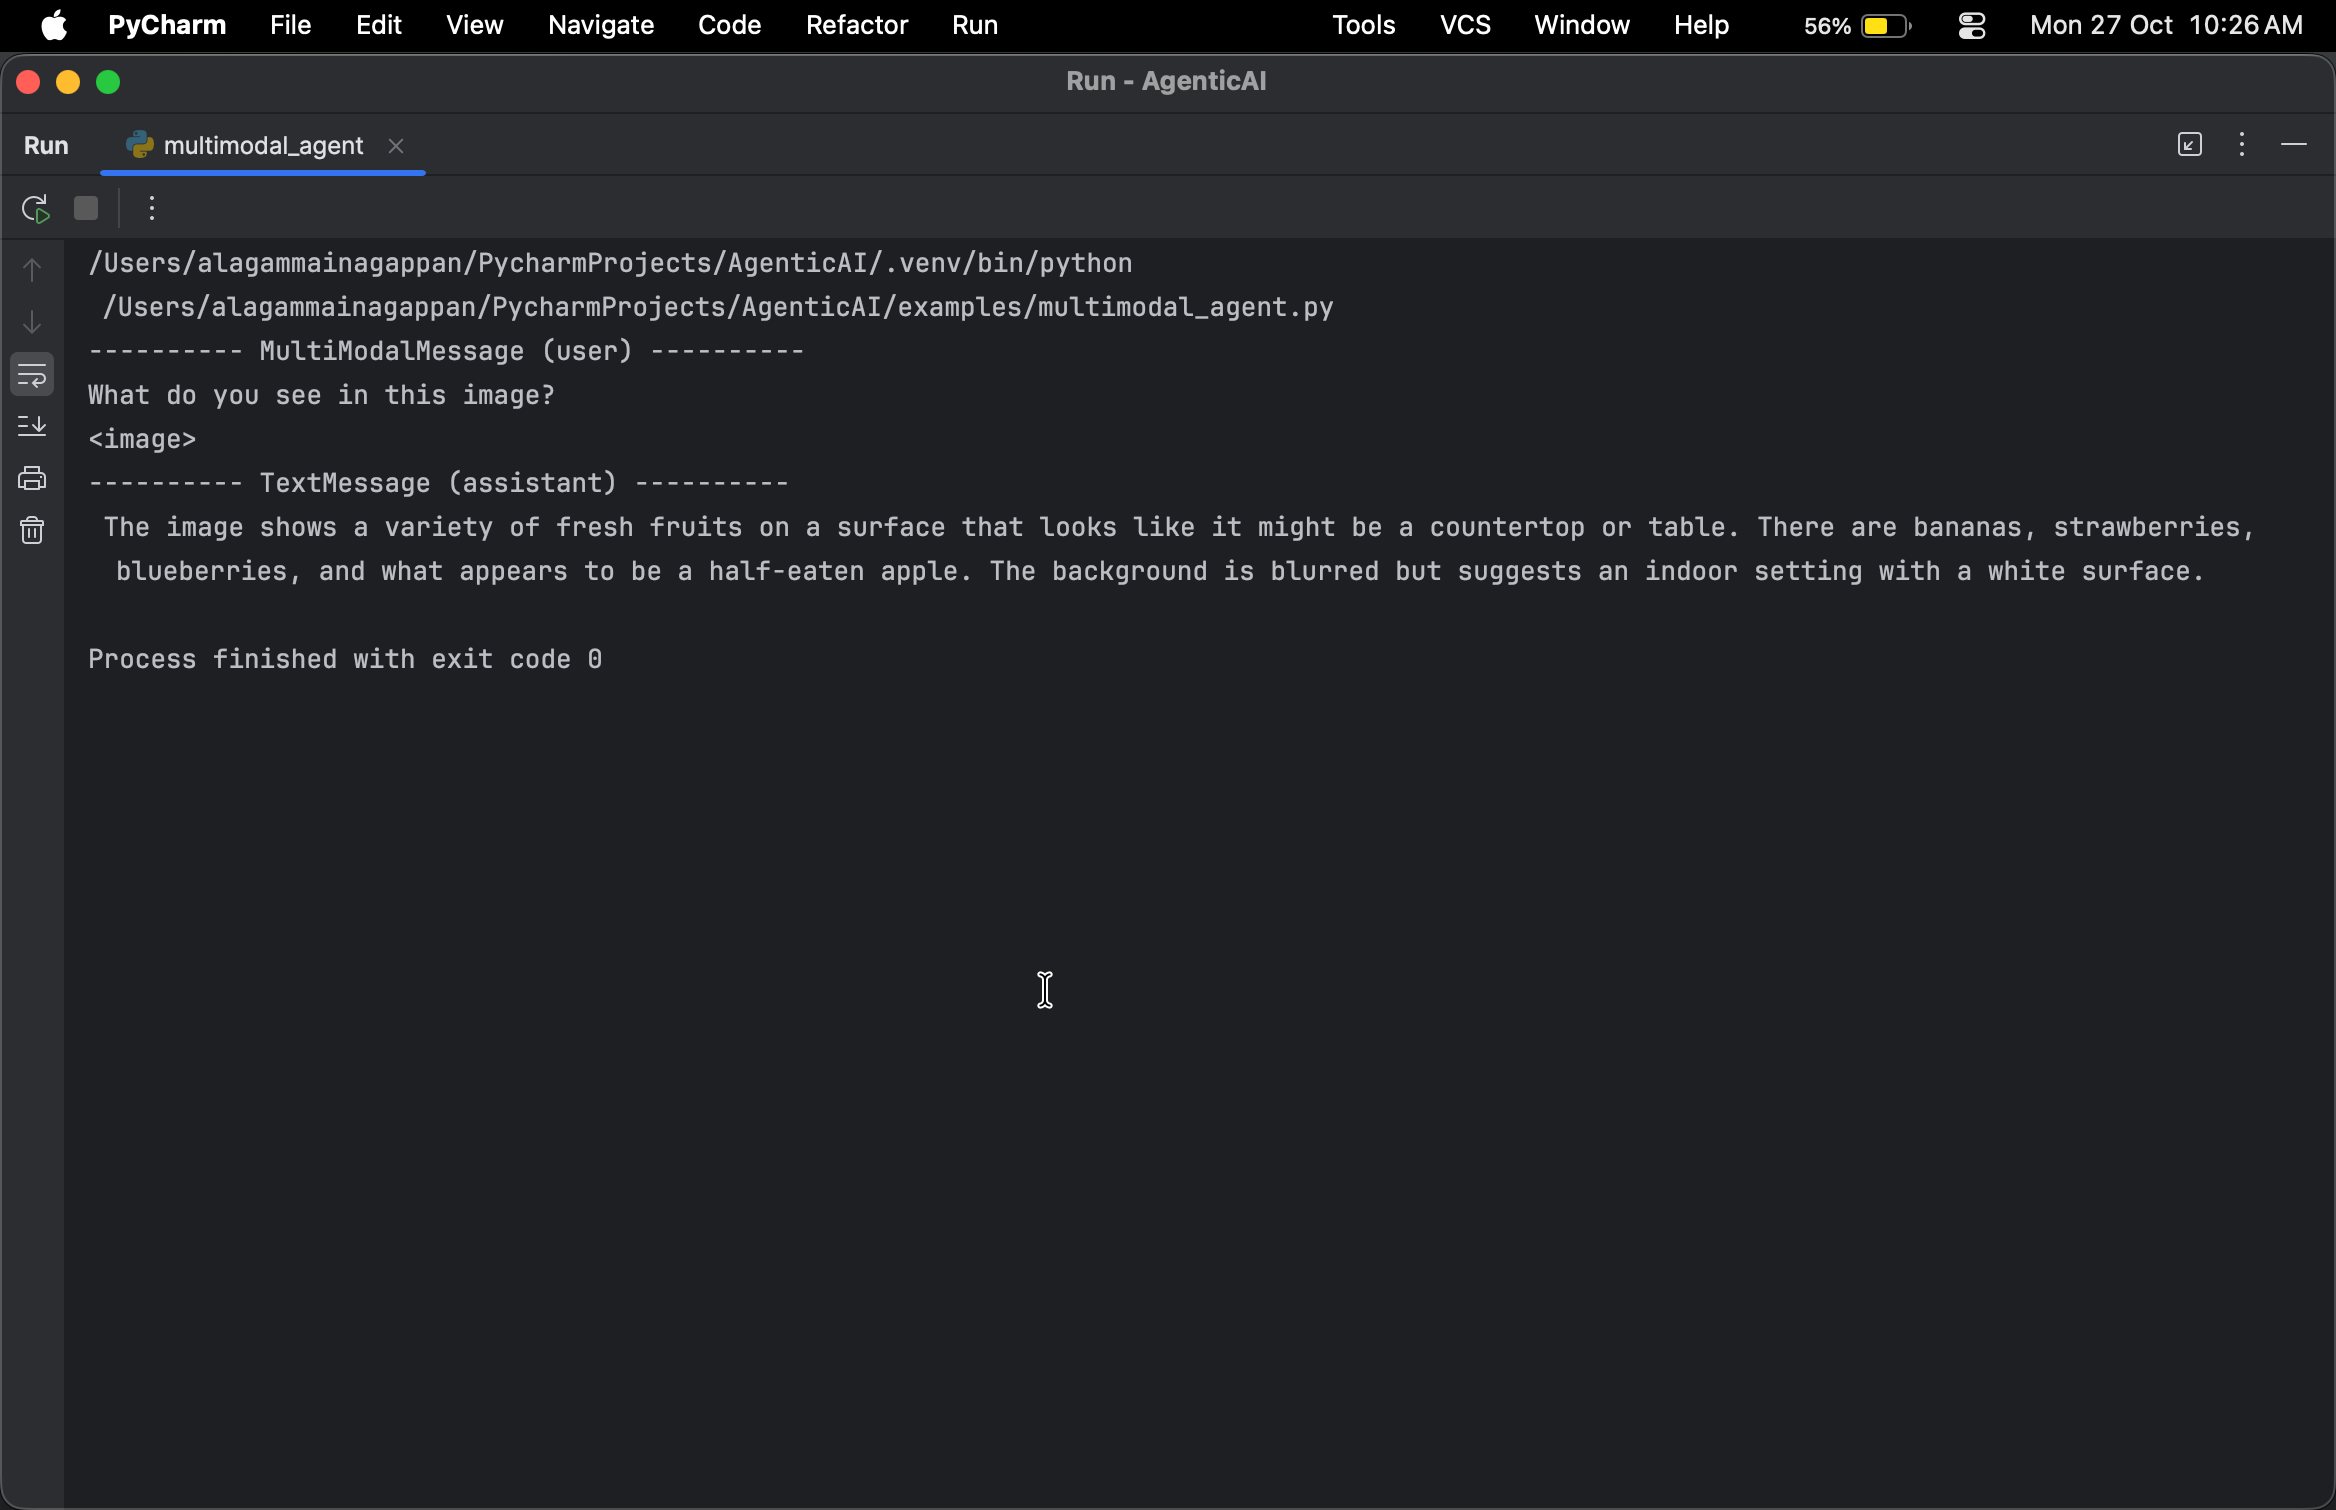 PyCharm File Edit View Navigate Code Refactor Run Tools VCS Window Help 56% Mon 27 Oct 10:26 AM
Run - AgenticAI
Run multimodal_agent
/Users/alagammainagappan/PycharmProjects/AgenticAI/.venv/bin/python
/Users/alagammainagappan/PycharmProjects/AgenticAI/examples/multimodal_agent.py
---------- MultiModalMessage (user) ----------
What do you see in this image?
<image>
---------- TextMessage (assistant) ----------
The image shows a variety of fresh fruits on a surface that looks like it might be a countertop or table. There are bananas, strawberries,
blueberries, and what appears to be a half-eaten apple. The background is blurred but suggests an indoor setting with a white surface.
Process finished with exit code 0